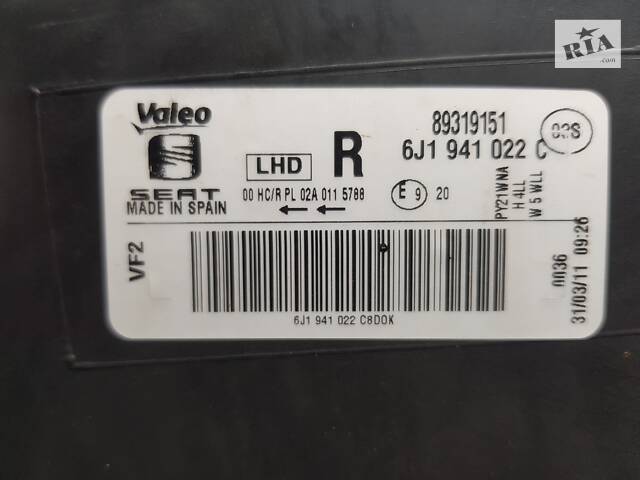 RIA
.com
Valeo
SEAT
MADE IN SPAIN
LHD
R
89319151
6J1 941 022 C
00 HC/R PL 02A 011 5788
E 9 20
PY21WNA
H 4LL
W 5 WLL
VF2
6J1 941 022 C8DOK
0036
31/03/11 09:26